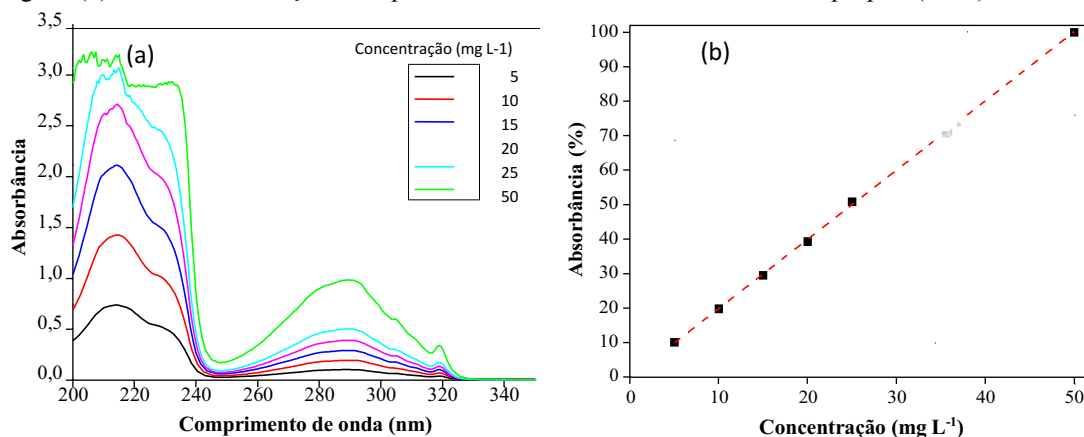 (a)
Concentração (mg L-1)
5
10
15
20
25
50
3,5
3,0
2,5
2,0
1,5
1,0
0,5
0,0
200 220 240 260 280 300 320 340
Absorbância
Comprimento de onda (nm)
(b)
100
90
80
70
60
50
40
30
20
10
0
0 10 20 30 40 50
Absorbância (%)
Concentração (mg L⁻¹)